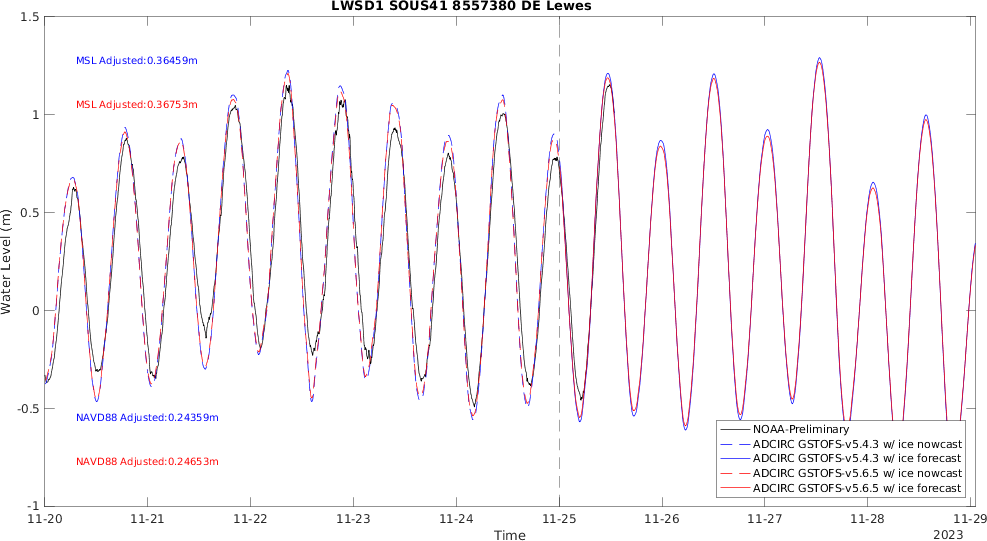 LWSD1 SOUS41 8557380 DE Lewes
1.5
MSL Adjusted:0.36459m
MSL Adjusted:0.36753m
1
0.5
Water Level (m)
0
-0.5
NAVD88 Adjusted:0.24359m
NAVD88 Adjusted:0.24653m
NOAA-Preliminary
ADCIRC GSTOFS-v5.4.3 w/ ice nowcast
ADCIRC GSTOFS-v5.4.3 w/ ice forecast
ADCIRC GSTOFS-v5.6.5 w/ ice nowcast
ADCIRC GSTOFS-v5.6.5 w/ ice forecast
-1
11-20 11-21 11-22 11-23 11-24 11-25 11-26 11-27 11-28 11-29
Time
2023